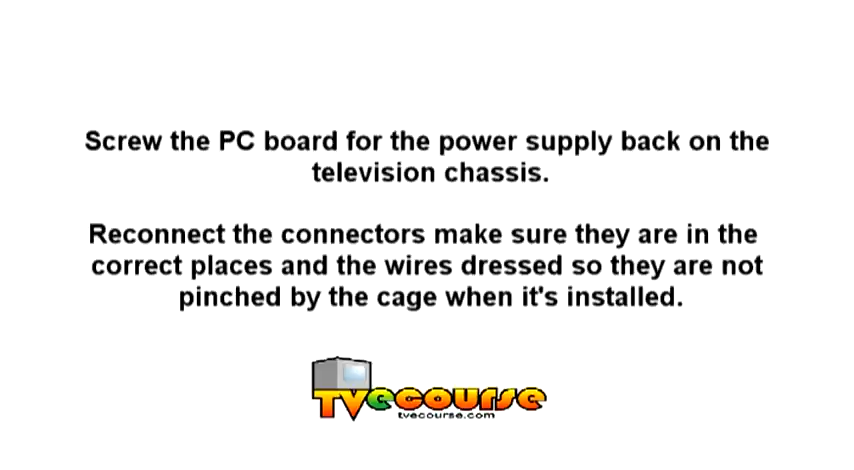 Screw the PC board for the power supply back on the
television chassis.
Reconnect the connectors make sure they are in the
correct places and the wires dressed so they are not
pinched by the cage when it's installed.
TVecourse
tvecourse.com